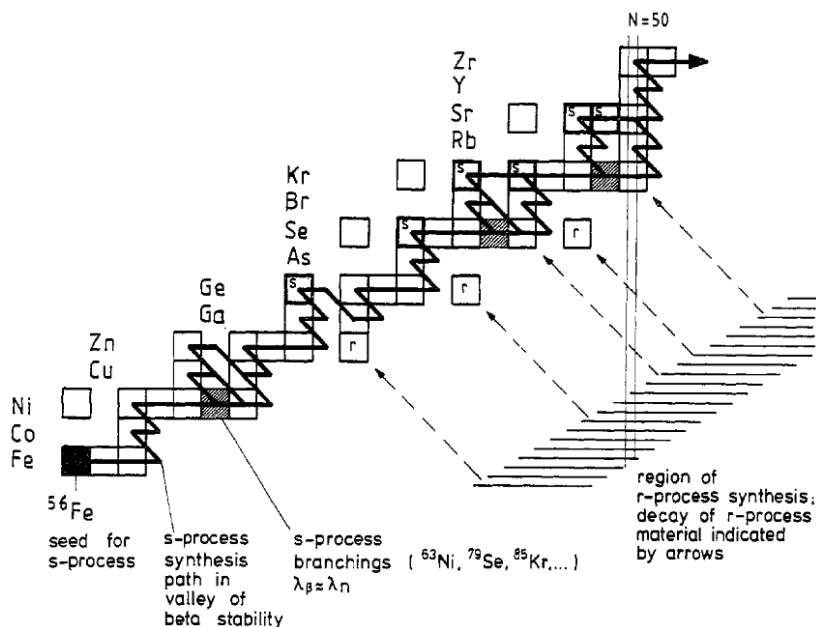 N=50
Zr
Y
Sr
Rb
s s
Kr
Br
Se
As
s s
s
r
Ge
Ga
s
r
Zn
Cu
r
Ni
Co
Fe
⁵⁶Fe
seed for
s-process
s-process
synthesis
path in
valley of
beta stability
s-process
branchings ( ⁶³Ni, ⁷⁹Se, ⁸⁵Kr,...)
λβ≈λn
region of
r-process synthesis;
decay of r-process
material indicated
by arrows